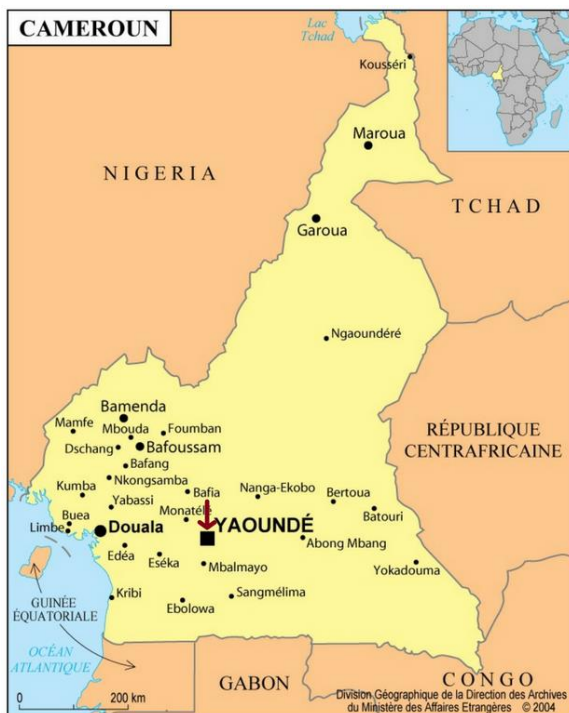 CAMEROUN
Lac
Tchad
Kousséri
Maroua
NIGERIA
TCHAD
Garoua
Ngaoundéré
Bamenda
Mamfe
Mbouda
Foumban
Dschang
Bafoussam
RÉPUBLIQUE
CENTRAFRICAINE
Bafang
Nkongsamba
Kumba
Bafia
Nanga-Ekobo
Bertoua
Yabassi
Monatélé
Batouri
Buea
Limbe
Douala
YAOUNDÉ
Abong Mbang
Edéa
Eséka
Mbalmayo
Yokadouma
GUINÉE
ÉQUATORIALE
Kribi
Ebolowa
Sangmélima
OCÉAN
ATLANTIQUE
GABON
CONGO
0 200 km
Division Géographique de la Direction des Archives
du Ministère des Affaires Etrangères © 2004